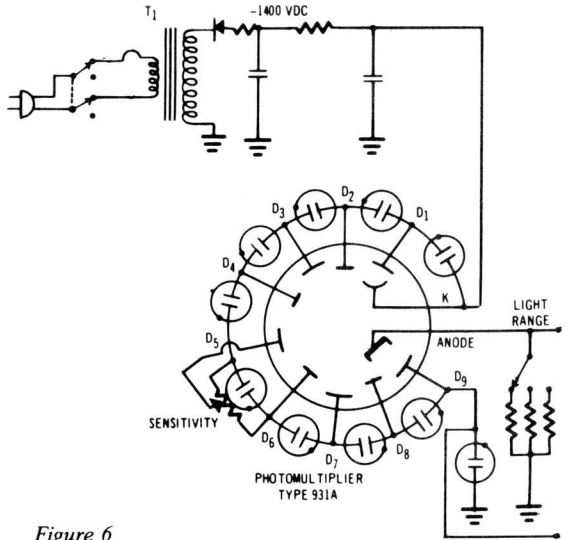 T1
-1400 VDC
D2
D3
D1
D4
K
LIGHT
RANGE
D5
ANODE
D9
SENSITIVITY
D6
D7
D8
PHOTOMULTIPLIER
TYPE 931A
Figure 6